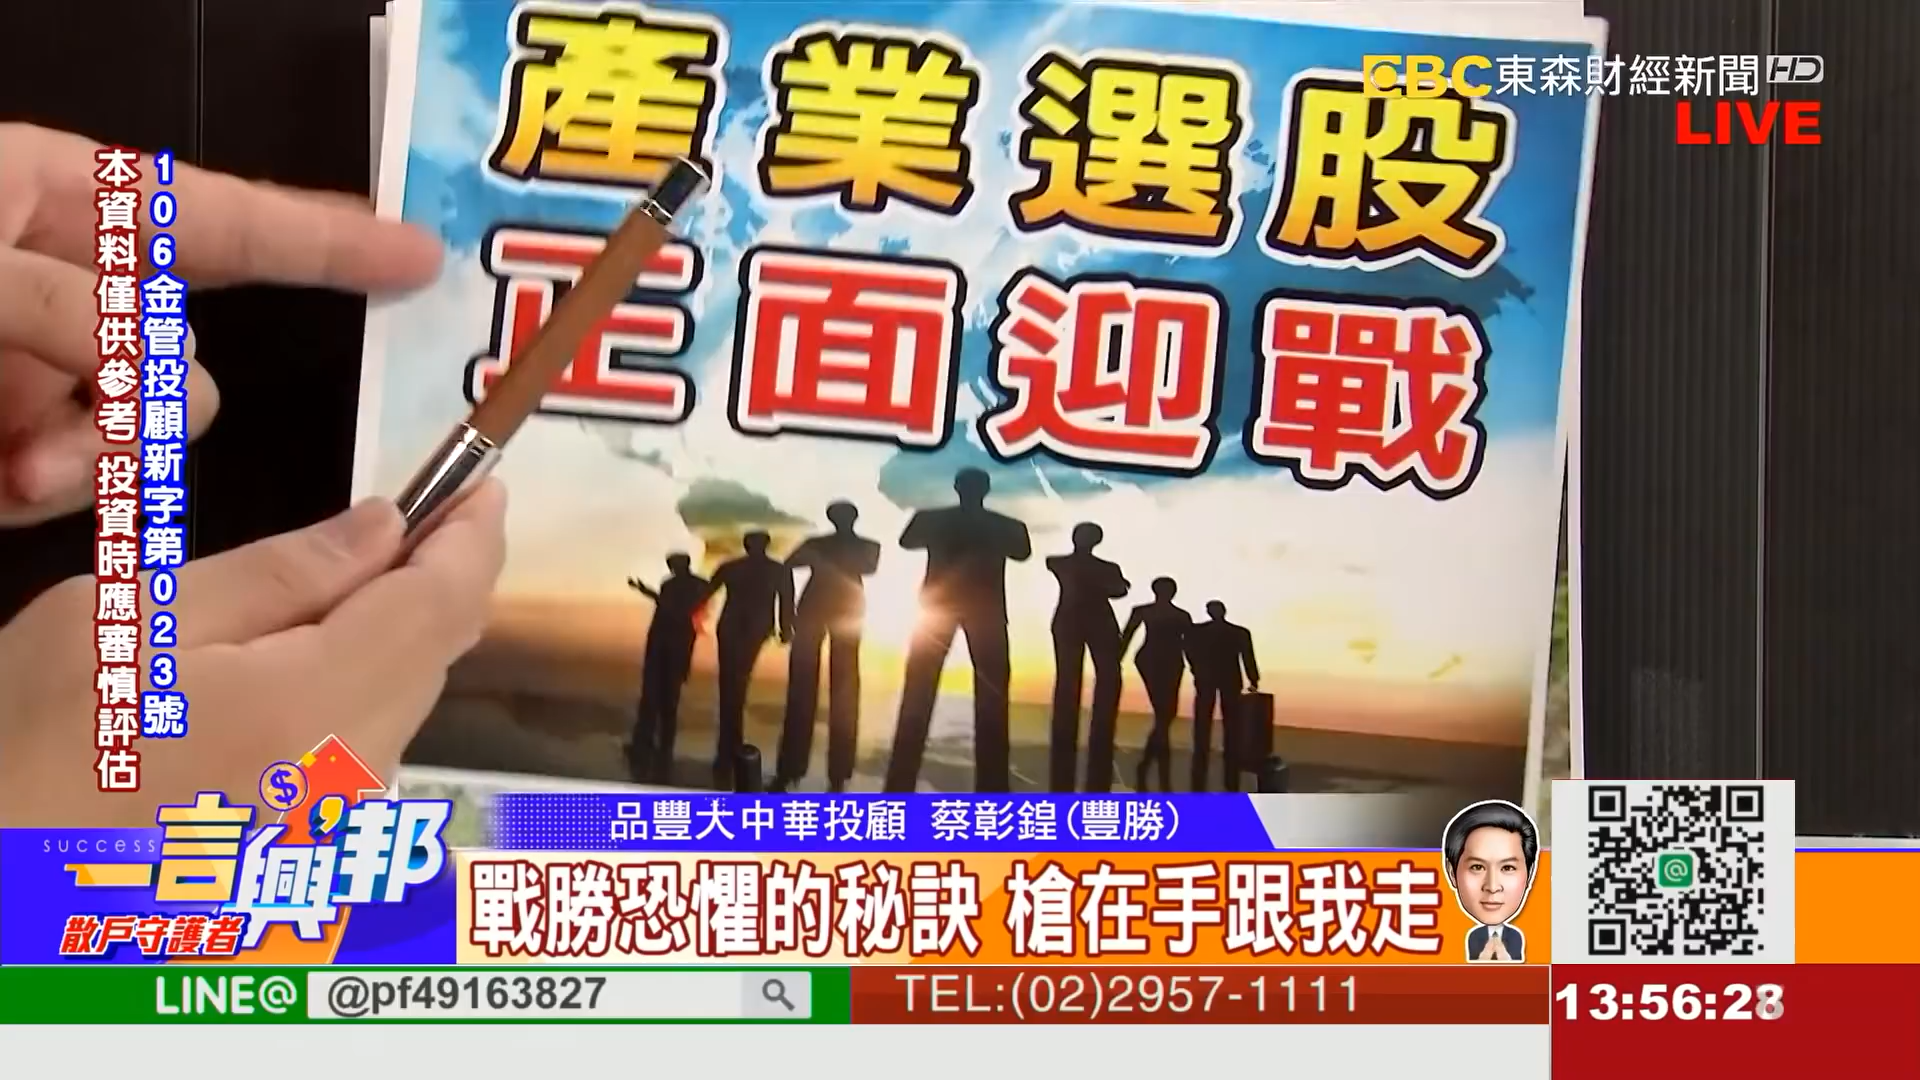 產業選股
正面迎戰
EBC東森財經新聞HD
LIVE
106金管投顧新字第023號
本資料僅供參考 投資時應審慎評估
success
一言興邦
散戶守護者
品豐大中華投顧 蔡彰鍠(豐勝)
戰勝恐懼的秘訣 槍在手跟我走
LINE@ @pf49163827
TEL:(02)2957-1111
13:56:28